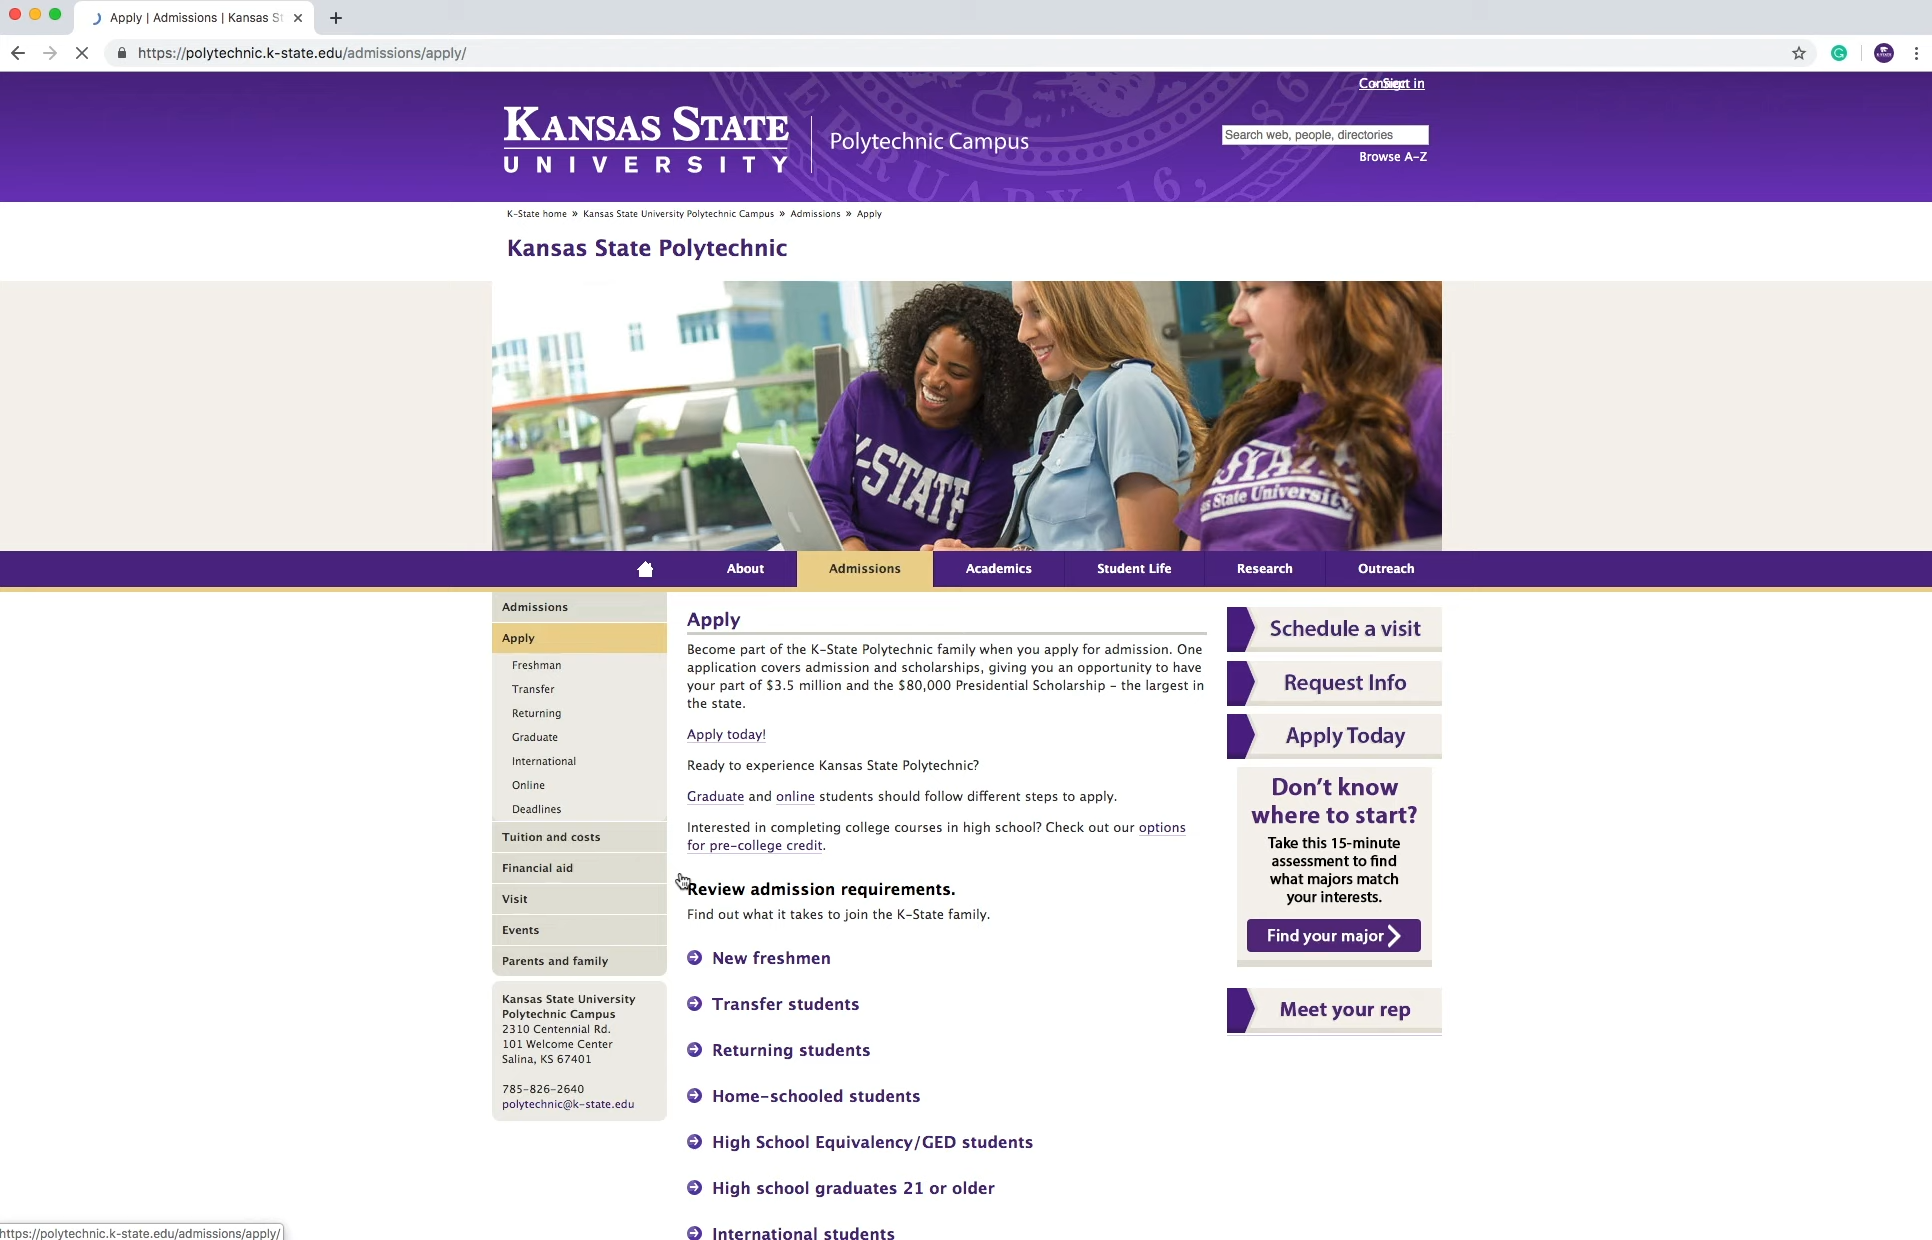 Apply | Admissions | Kansas St
https://polytechnic.k-state.edu/admissions/apply/
Sign in
KANSAS STATE
UNIVERSITY
Polytechnic Campus
Search web, people, directories
Browse A-Z
K-State home » Kansas State University Polytechnic Campus » Admissions » Apply
Kansas State Polytechnic
K-STATE
STATE
as State University
About
Admissions
Academics
Student Life
Research
Outreach
Admissions
Apply
Freshman
Transfer
Returning
Graduate
International
Online
Deadlines
Tuition and costs
Financial aid
Visit
Events
Parents and family
Kansas State University
Polytechnic Campus
2310 Centennial Rd.
101 Welcome Center
Salina, KS 67401
785-826-2640
polytechnic@k-state.edu
Apply
Become part of the K-State Polytechnic family when you apply for admission. One
application covers admission and scholarships, giving you an opportunity to have
your part of $3.5 million and the $80,000 Presidential Scholarship – the largest in
the state.
Apply today!
Ready to experience Kansas State Polytechnic?
Graduate and online students should follow different steps to apply.
Interested in completing college courses in high school? Check out our options
for pre-college credit.
Review admission requirements.
Find out what it takes to join the K-State family.
New freshmen
Transfer students
Returning students
Home-schooled students
High School Equivalency/GED students
High school graduates 21 or older
International students
Schedule a visit
Request Info
Apply Today
Don't know
where to start?
Take this 15-minute
assessment to find
what majors match
your interests.
Find your major
Meet your rep
https://polytechnic.k-state.edu/admissions/apply/